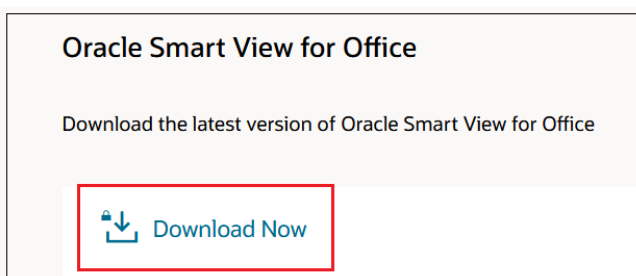 Oracle Smart View for Office
Download the latest version of Oracle Smart View for Office
Download Now